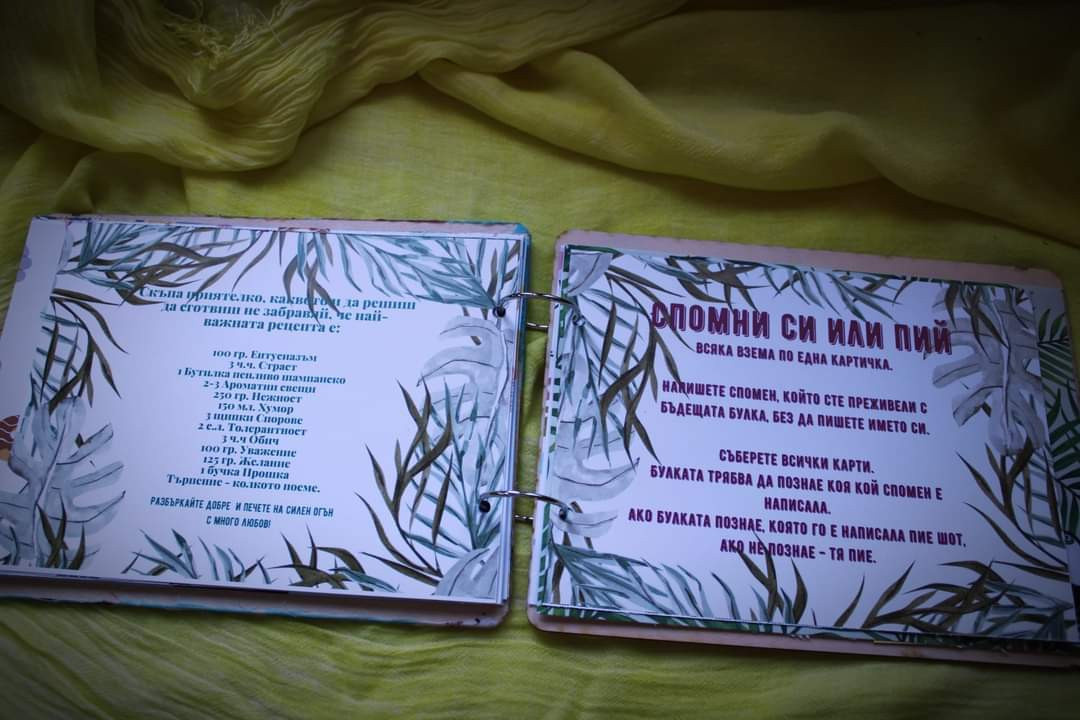 Скъпа приятелко, каквото и да решиш
да сготвиш не забравяй, че най-
важната рецепта е:
100 гр. Ентусиазъм
3 ч.ч. Страст
1 Бутилка пенливо шампанско
2-3 Ароматни свещи
250 гр. Нежност
150 мл. Хумор
3 щипки Спорове
2 с.л. Толерантност
3 ч.ч Обич
100 гр. Уважение
125 гр. Желание
1 бучка Прошка
Търпение - колкото поеме.
РАЗБЪРКАЙТЕ ДОБРЕ И ПЕЧЕТЕ НА СИЛЕН ОГЪН
С МНОГО ЛЮБОВ!
СПОМНИ СИ ИЛИ ПИЙ
ВСЯКА ВЗЕМА ПО ЕДНА КАРТИЧКА.
НАПИШЕТЕ СПОМЕН, КОЙТО СТЕ ПРЕЖИВЕЛИ С
БЪДЕЩАТА БУЛКА, БЕЗ ДА ПИШЕТЕ ИМЕТО СИ.
СЪБЕРЕТЕ ВСИЧКИ КАРТИ.
БУЛКАТА ТРЯБВА ДА ПОЗНАЕ КОЯ КОЙ СПОМЕН Е
НАПИСАЛА.
АКО БУЛКАТА ПОЗНАЕ, КОЯТО ГО Е НАПИСАЛА ПИЕ ШОТ,
АКО НЕ ПОЗНАЕ - ТЯ ПИЕ.